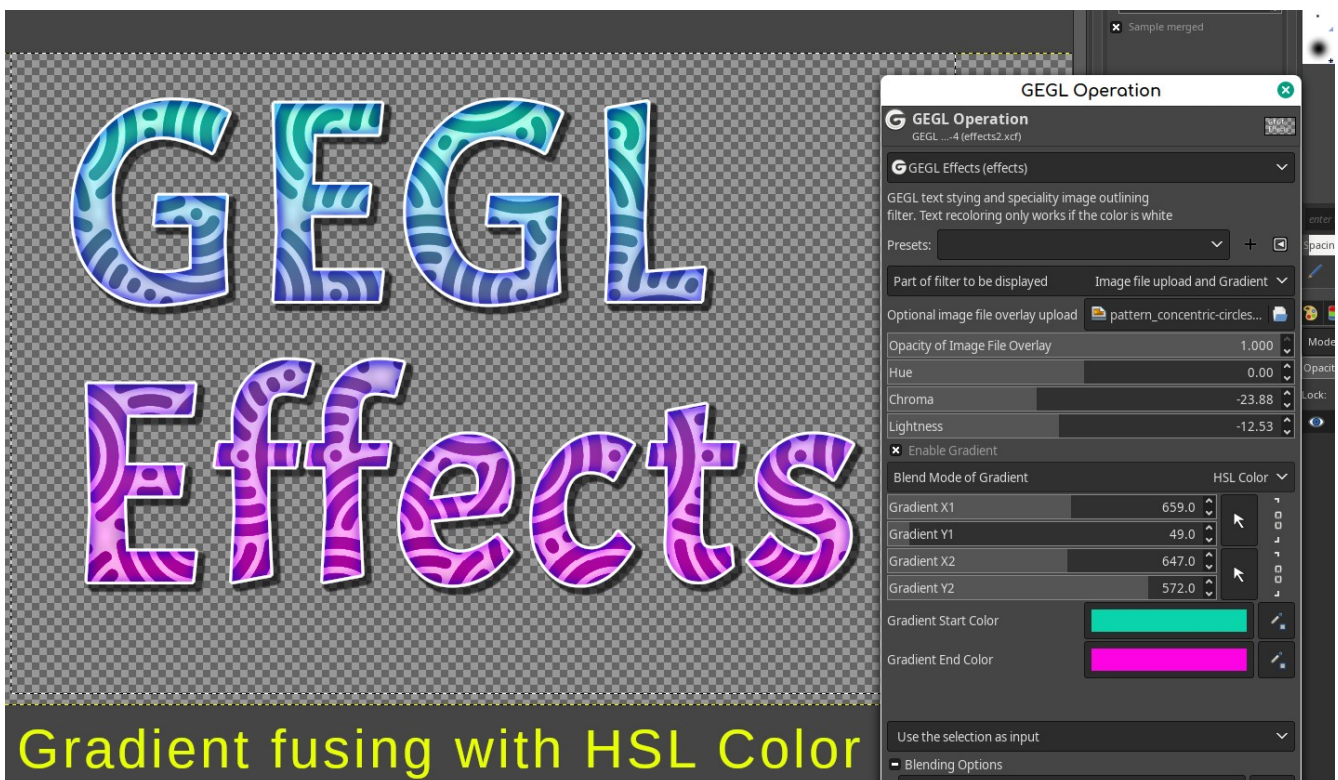 GEGL
Effects
Gradient fusing with HSL Color
Sample merged
GEGL Operation
GEGL Operation
GEGL ...-4 (effects2.xcf)
GEGL Effects (effects)
GEGL text stying and speciality image outlining
filter. Text recoloring only works if the color is white
Presets:
Part of filter to be displayed Image file upload and Gradient
Optional image file overlay upload pattern_concentric-circles...
Opacity of Image File Overlay 1.000
Hue 0.00
Chroma -23.88
Lightness -12.53
Enable Gradient
Blend Mode of Gradient HSL Color
Gradient X1 659.0
Gradient Y1 49.0
Gradient X2 647.0
Gradient Y2 572.0
Gradient Start Color
Gradient End Color
Use the selection as input
Blending Options
enter
Spacin
Mode
Opacit
Lock: